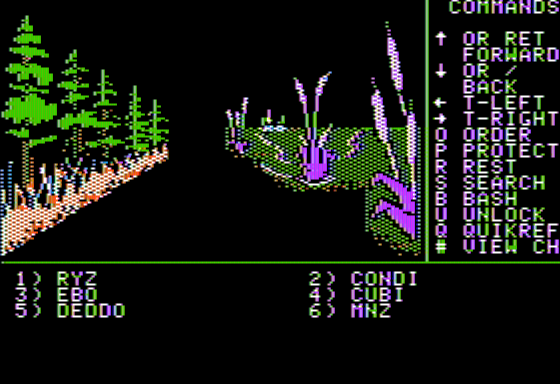 COMMANDS
↑ OR RET
FORWARD
↓ OR /
BACK
← T-LEFT
→ T-RIGHT
O ORDER
P PROTECT
R REST
S SEARCH
B BASH
U UNLOCK
Q QUIKREF
# VIEW CH
1) RYZ 2) CONDI
3) EBO 4) CUBI
5) DEDDO 6) MNZ